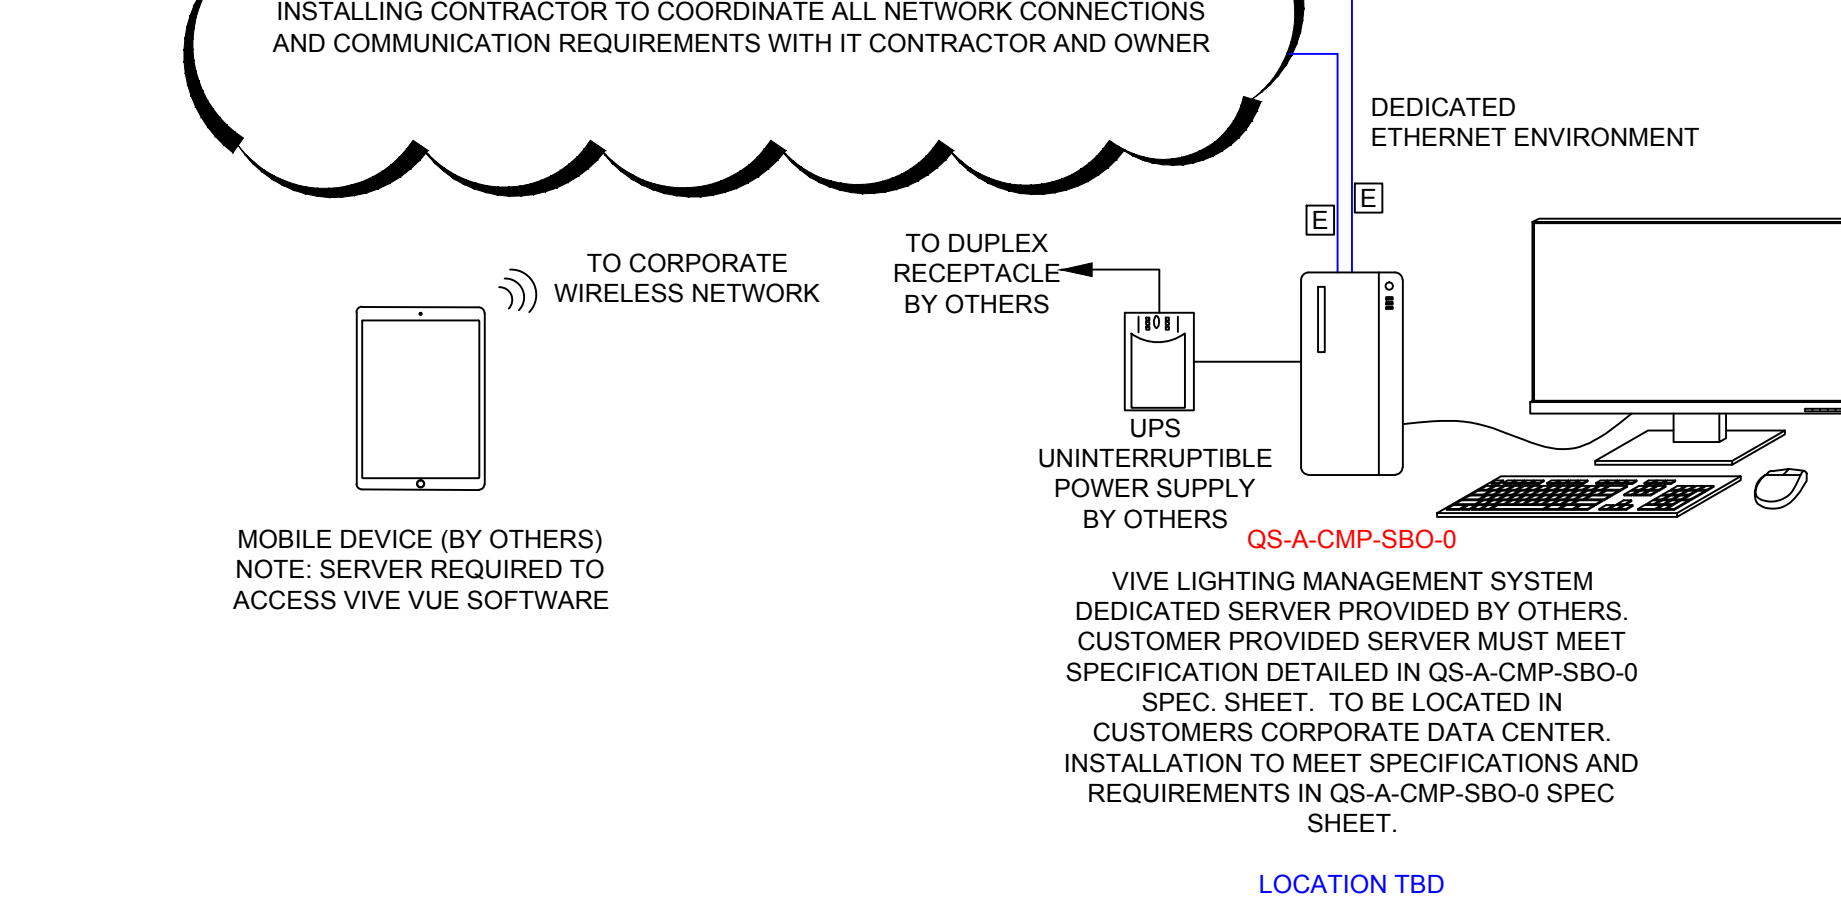 INSTALLING CONTRACTOR TO COORDINATE ALL NETWORK CONNECTIONS
AND COMMUNICATION REQUIREMENTS WITH IT CONTRACTOR AND OWNER
DEDICATED
ETHERNET ENVIRONMENT
E
E
TO CORPORATE
WIRELESS NETWORK
TO DUPLEX
RECEPTACLE
BY OTHERS
UPS
UNINTERRUPTIBLE
POWER SUPPLY
BY OTHERS
MOBILE DEVICE (BY OTHERS)
NOTE: SERVER REQUIRED TO
ACCESS VIVE VUE SOFTWARE
QS-A-CMP-SBO-0
VIVE LIGHTING MANAGEMENT SYSTEM
DEDICATED SERVER PROVIDED BY OTHERS.
CUSTOMER PROVIDED SERVER MUST MEET
SPECIFICATION DETAILED IN QS-A-CMP-SBO-0
SPEC. SHEET.  TO BE LOCATED IN
CUSTOMERS CORPORATE DATA CENTER.
INSTALLATION TO MEET SPECIFICATIONS AND
REQUIREMENTS IN QS-A-CMP-SBO-0 SPEC
SHEET.
LOCATION TBD